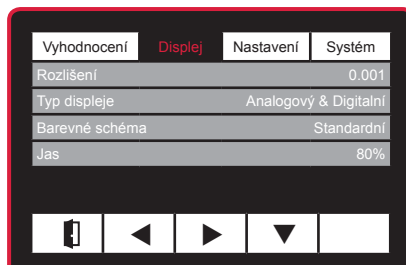 Vyhodnocení Displej Nastavení Systém
Rozlišení 0.001
Typ displeje Analogový & Digitalní
Barevné schéma Standardní
Jas 80%